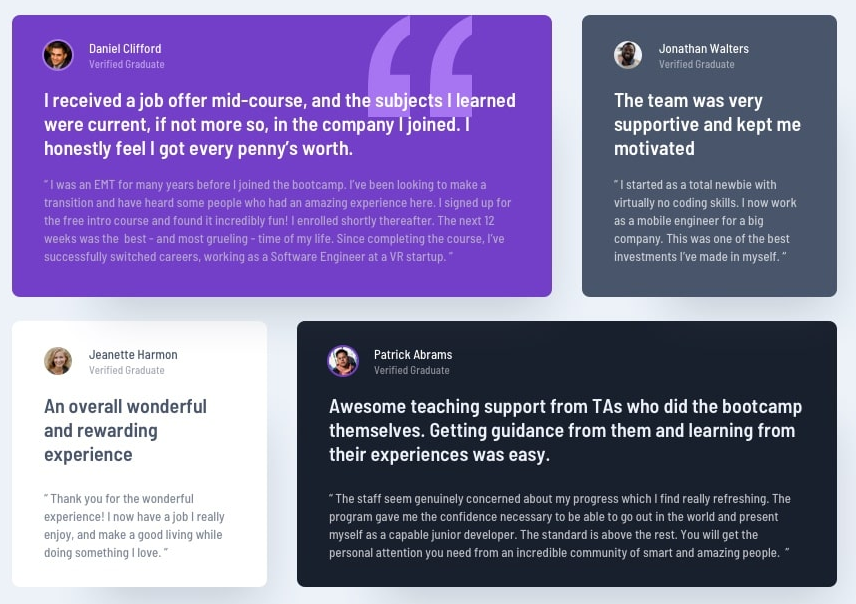 Daniel Clifford
Verified Graduate
I received a job offer mid-course, and the subjects I learned
were current, if not more so, in the company I joined. I
honestly feel I got every penny’s worth.
“ I was an EMT for many years before I joined the bootcamp. I’ve been looking to make a
transition and have heard some people who had an amazing experience here. I signed up for
the free intro course and found it incredibly fun! I enrolled shortly thereafter. The next 12
weeks was the best - and most grueling - time of my life. Since completing the course, I’ve
successfully switched careers, working as a Software Engineer at a VR startup. ”
Jonathan Walters
Verified Graduate
The team was very
supportive and kept me
motivated
“ I started as a total newbie with
virtually no coding skills. I now work
as a mobile engineer for a big
company. This was one of the best
investments I’ve made in myself. ”
Jeanette Harmon
Verified Graduate
An overall wonderful
and rewarding
experience
“ Thank you for the wonderful
experience! I now have a job I really
enjoy, and make a good living while
doing something I love. ”
Patrick Abrams
Verified Graduate
Awesome teaching support from TAs who did the bootcamp
themselves. Getting guidance from them and learning from
their experiences was easy.
“ The staff seem genuinely concerned about my progress which I find really refreshing. The
program gave me the confidence necessary to be able to go out in the world and present
myself as a capable junior developer. The standard is above the rest. You will get the
personal attention you need from an incredible community of smart and amazing people. ”